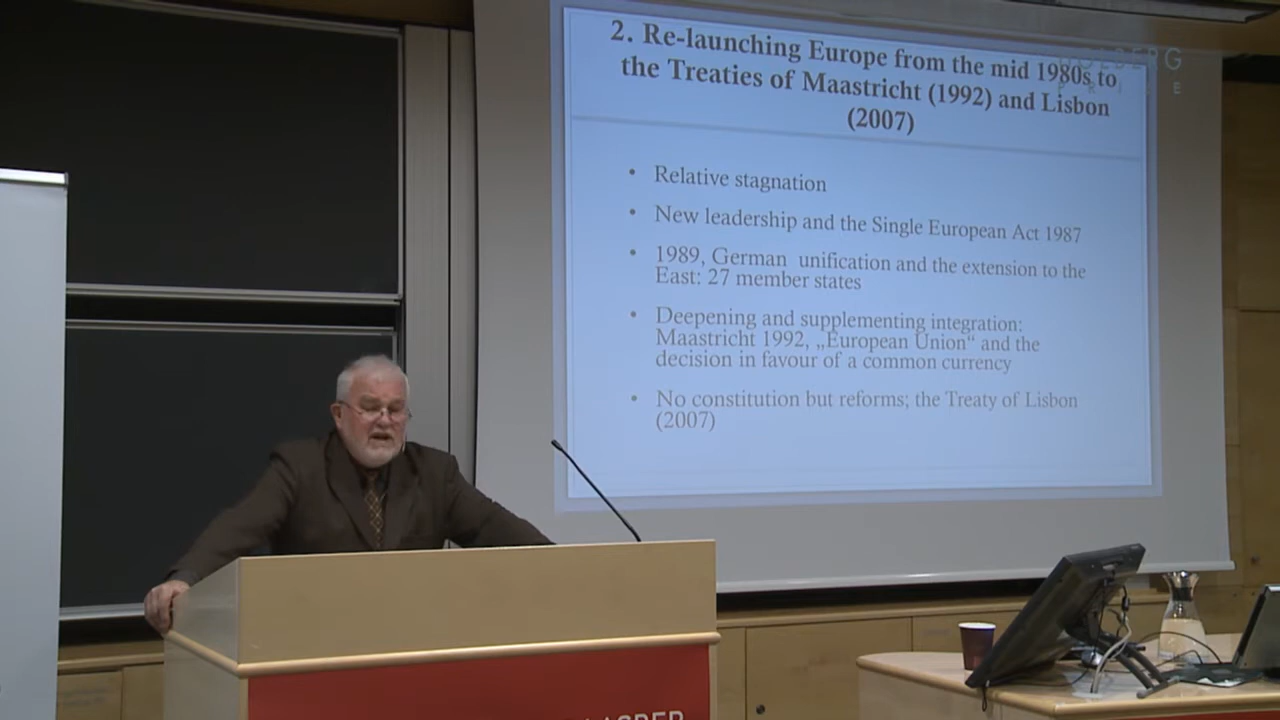 2. Re-launching Europe from the mid 1980s to
the Treaties of Maastricht (1992) and Lisbon
(2007)
• Relative stagnation
• New leadership and the Single European Act 1987
• 1989, German unification and the extension to the
East: 27 member states
• Deepening and supplementing integration:
Maastricht 1992, „European Union“ and the
decision in favour of a common currency
• No constitution but reforms; the Treaty of Lisbon
(2007)
HOLBERG
PRIZE